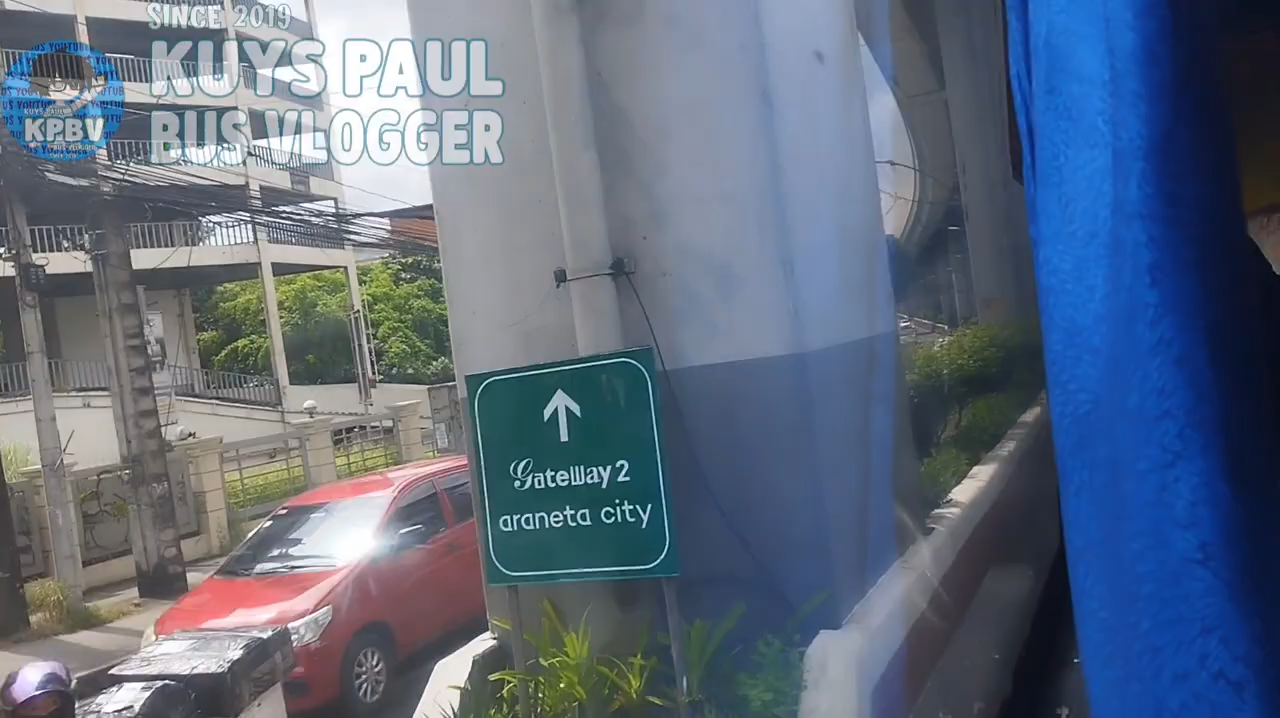 SINCE 2019
KUYS PAUL
BUS VLOGGER
KPBV
Gateway 2
araneta city